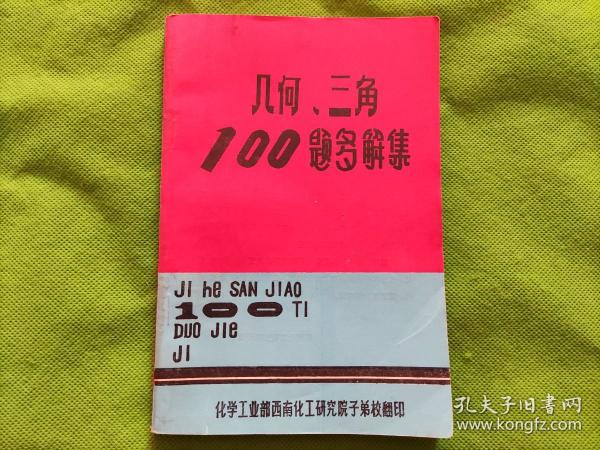 几何、三角
100题多解集
JI he SAN JIAO
100 TI
DUO JIe
JI
化学工业部西南化工研究院子弟校翻印
孔夫子旧书网
www.kongfz.com